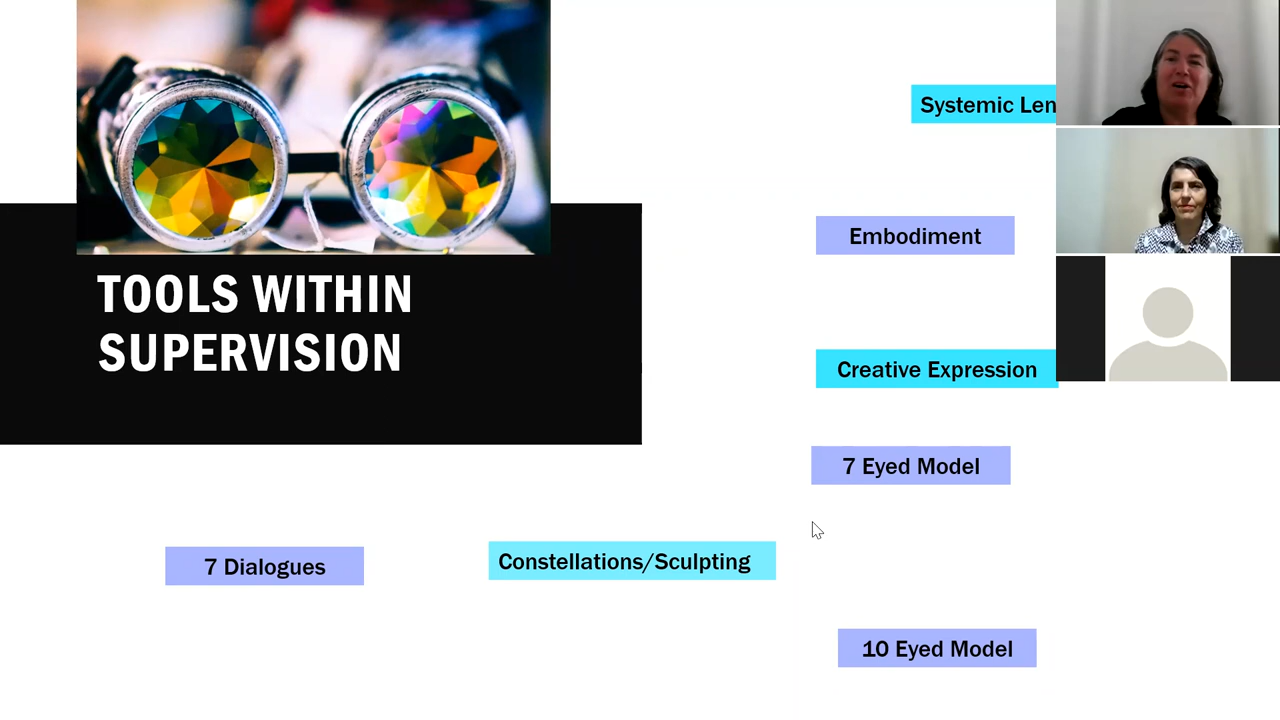 Systemic Len
Embodiment
TOOLS WITHIN
SUPERVISION
Creative Expression
7 Eyed Model
7 Dialogues
Constellations/Sculpting
10 Eyed Model